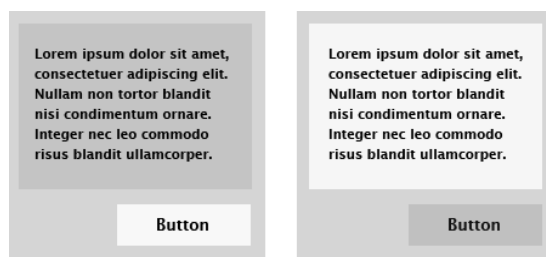 Lorem ipsum dolor sit amet,
consectetuer adipiscing elit.
Nullam non tortor blandit
nisi condimentum ornare.
Integer nec leo commodo
risus blandit ullamcorper.
Button
Lorem ipsum dolor sit amet,
consectetuer adipiscing elit.
Nullam non tortor blandit
nisi condimentum ornare.
Integer nec leo commodo
risus blandit ullamcorper.
Button